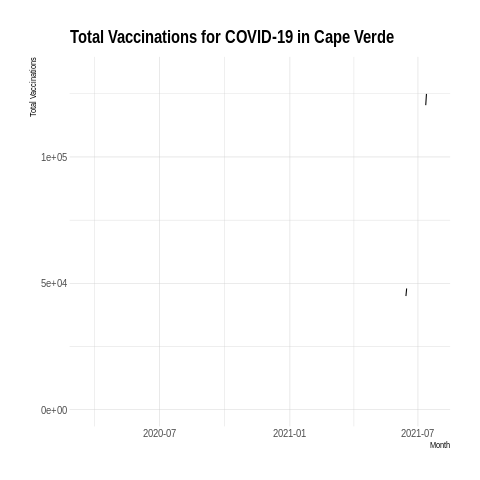 Total Vaccinations for COVID-19 in Cape Verde
Total Vaccinations
1e+05
5e+04
0e+00
2020-07
2021-01
2021-07
Month